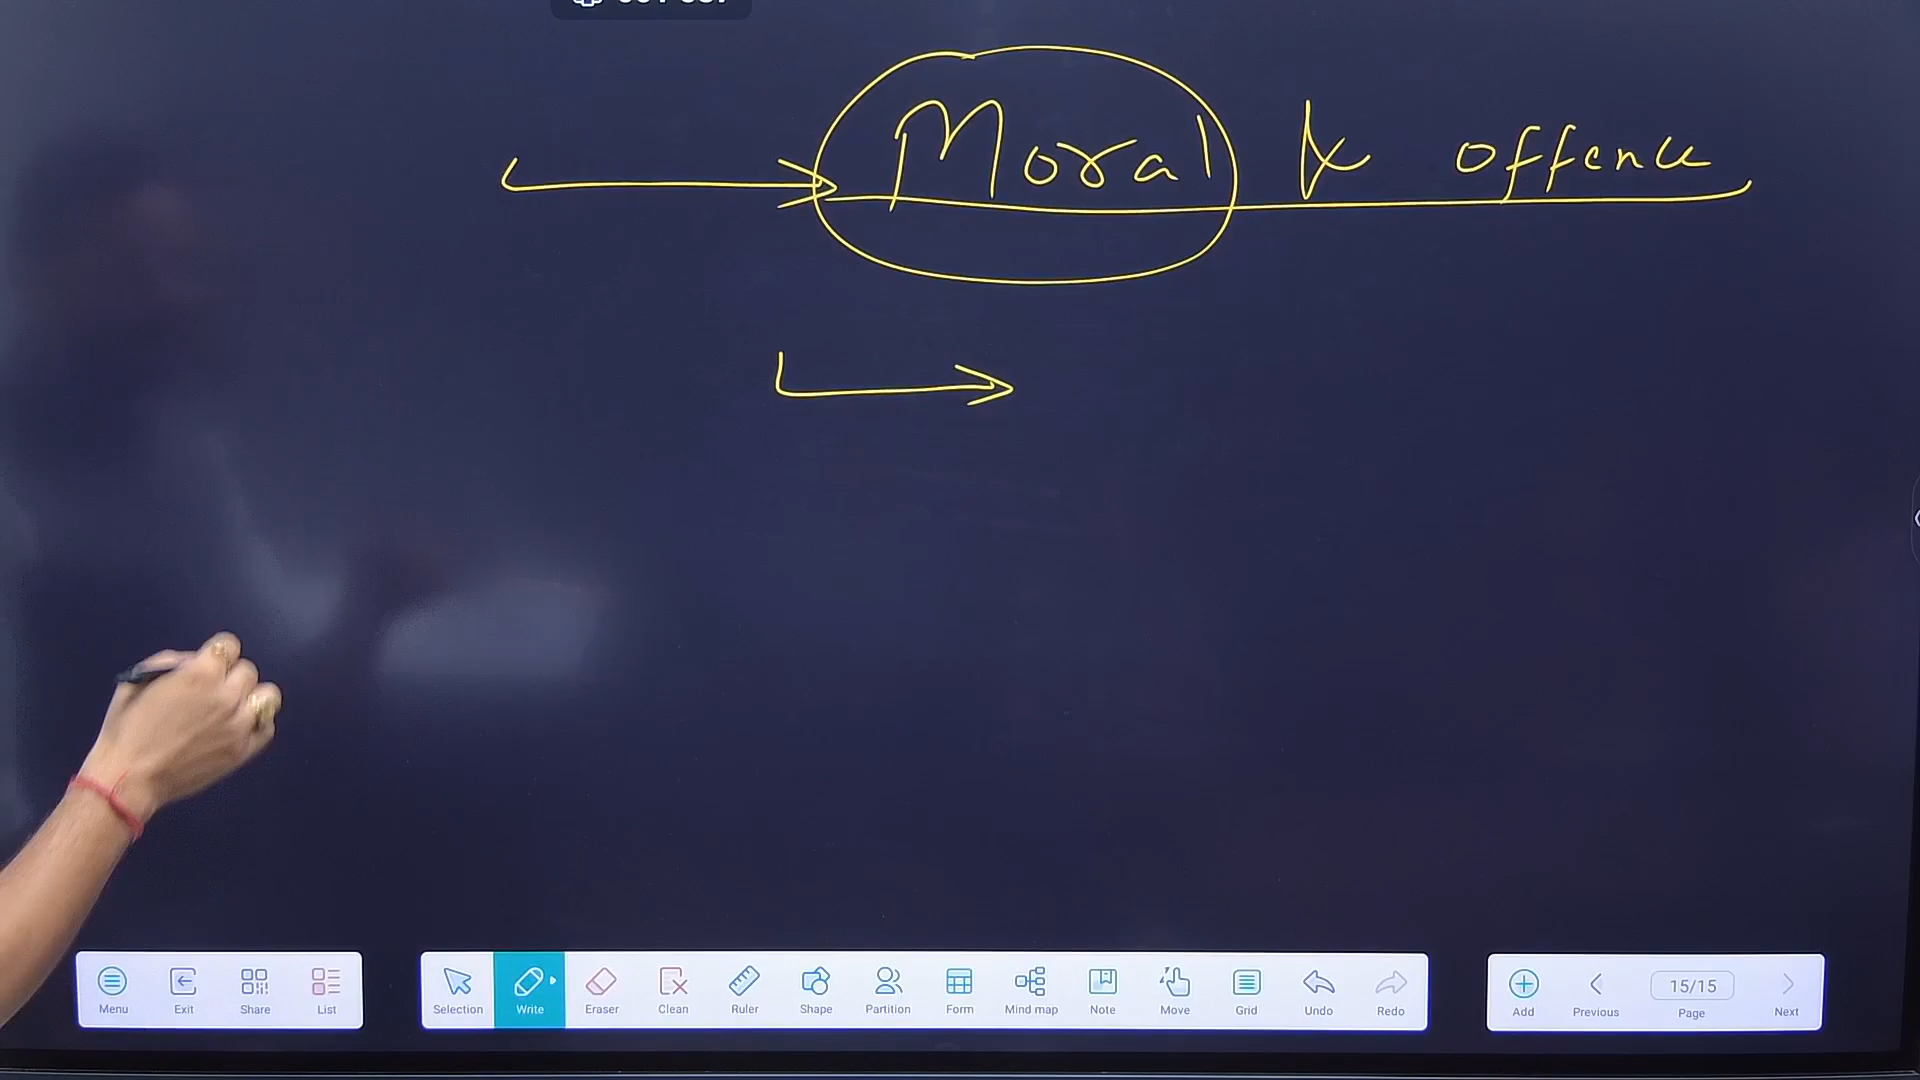 Moral & offence
Menu Exit Share List Selection Write Eraser Clean Ruler Shape Partition Form Mind map Note Move Grid Undo Redo Add Previous 15/15 Page Next